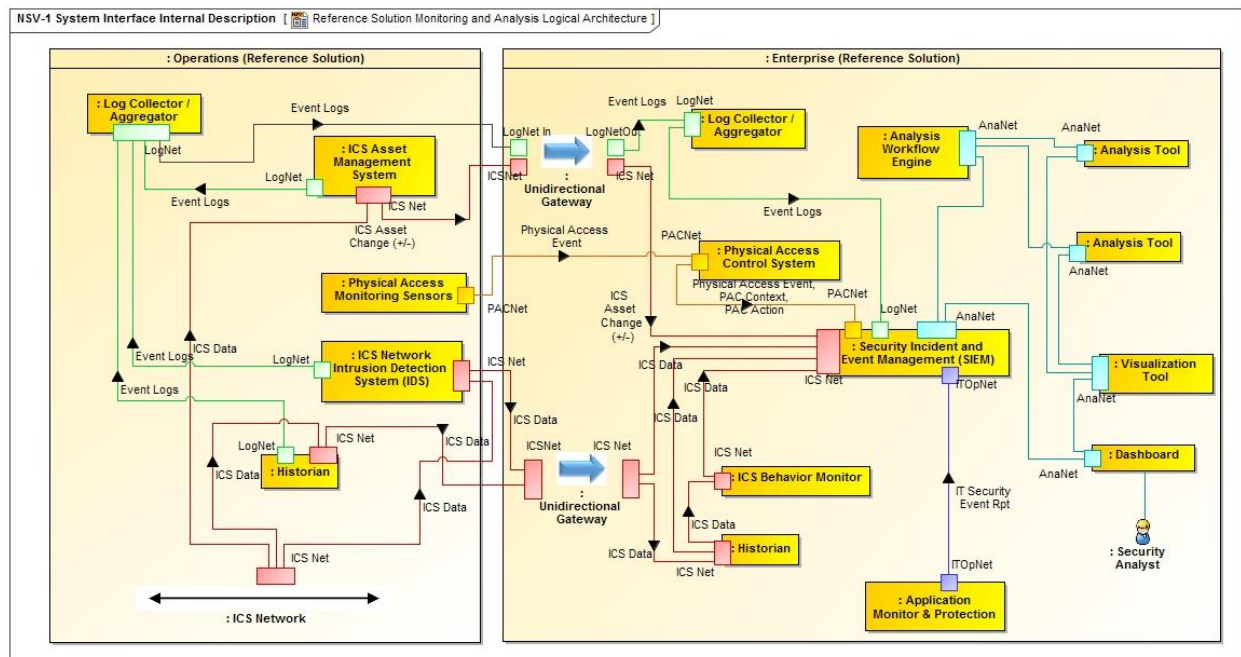 NSV-1 System Interface Internal Description [ Reference Solution Monitoring and Analysis Logical Architecture ]
: Operations (Reference Solution)
: Log Collector /
Aggregator
LogNet
Event Logs
: ICS Asset
Management
System
LogNet
Event Logs
ICS Net
ICS Asset
Change (+/-)
: Physical Access
Monitoring Sensors
PACNet
Physical Access
Event
ICS Data
Event Logs
LogNet
: ICS Network
Intrusion Detection
System (IDS)
ICS Net
ICS Data
Event Logs
LogNet
ICS Net
: Historian
ICS Data
ICS Data
ICS Data
ICS Net
: ICS Network
: Enterprise (Reference Solution)
LogNet In
ICSNet
LogNetOu
ICS Net
:
Unidirectional
Gateway
Event Logs
LogNet
: Log Collector /
Aggregator
Event Logs
PACNet
: Physical Access
Control System
Physical Access Event,
PAC Context,
PAC Action
ICS
Asset
Change
(+/-)
PACNet
LogNet
AnaNet
: Security Incident and
Event Management (SIEM)
ICS Net
ITOpNet
ICS Data
ICS Data
ICS Data
ICSNet
ICS Net
:
Unidirectional
Gateway
ICS Net
: ICS Behavior Monitor
ICS Data
ICS Data
ICS Net
: Historian
IT Security
Event Rpt
ITOpNet
: Application
Monitor & Protection
: Analysis
Workflow
Engine
AnaNet
AnaNet
: Analysis Tool
: Analysis Tool
AnaNet
: Visualization
Tool
AnaNet
: Dashboard
AnaNet
: Security
Analyst